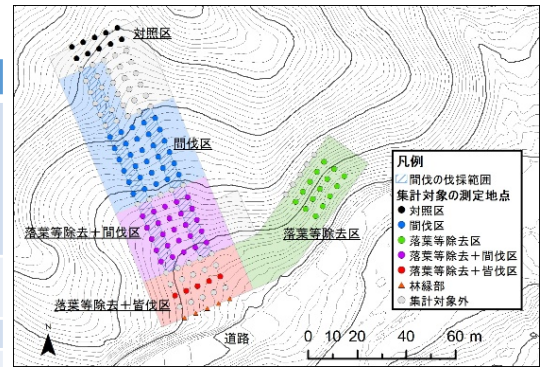 対照区
間伐区
落葉等除去+間伐区
落葉等除去区
落葉等除去+皆伐区
道路
N
凡例
間伐の伐採範囲
集計対象の測定地点
対照区
間伐区
落葉等除去区
落葉等除去+間伐区
落葉等除去+皆伐区
林縁部
集計対象外
0 10 20 40 60 m